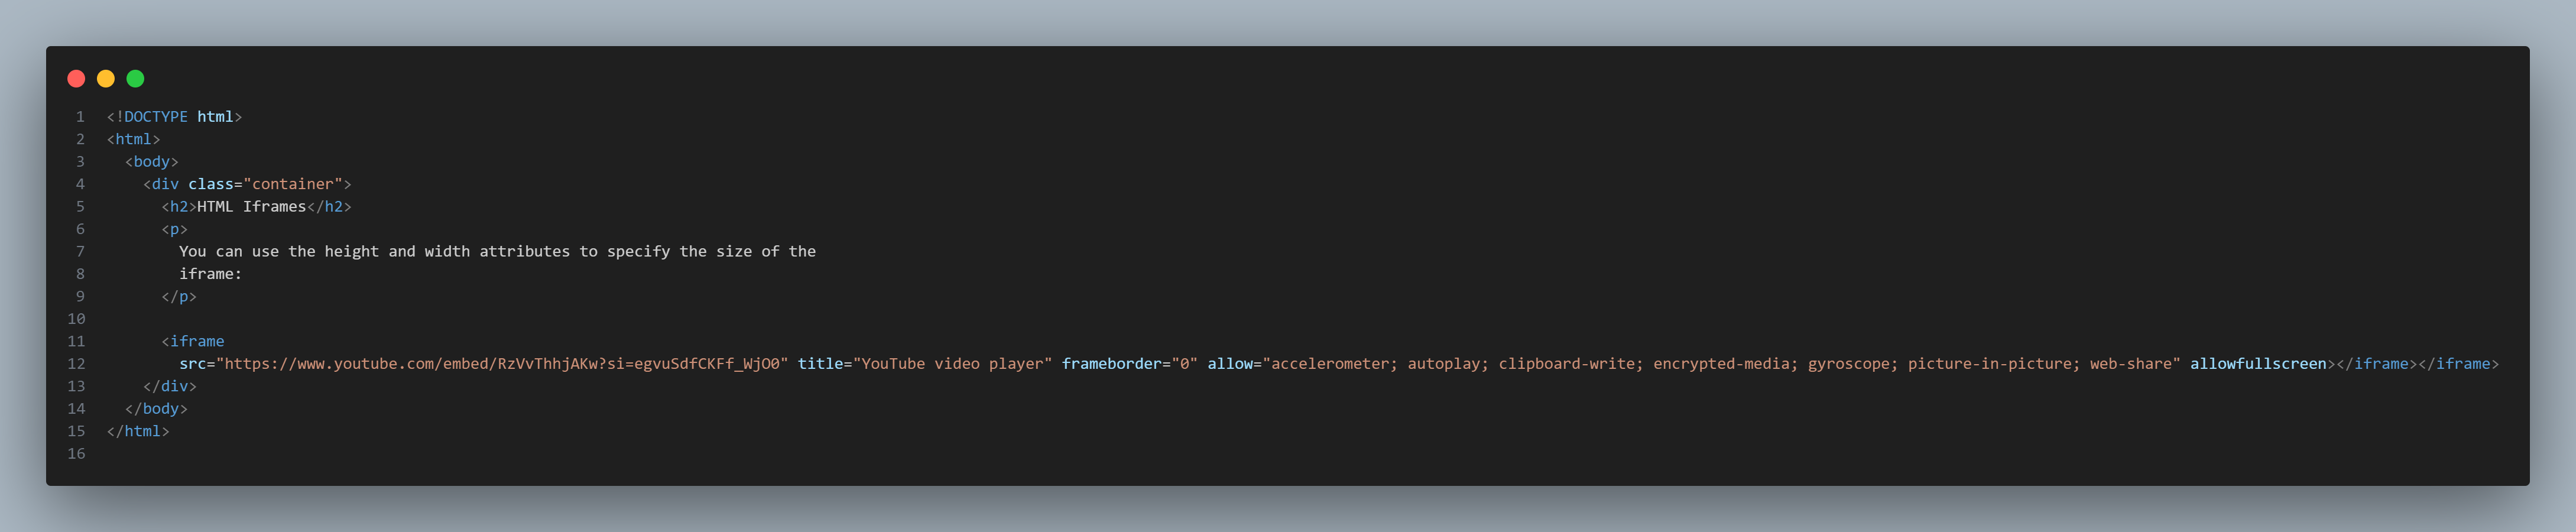 1 <!DOCTYPE html>
2 <html>
3   <body>
4     <div class="container">
5       <h2>HTML Iframes</h2>
6       <p>
7         You can use the height and width attributes to specify the size of the
8         iframe:
9       </p>
10
11       <iframe
12         src="https://www.youtube.com/embed/RzVvThhjAKw?si=egvuSdfCKFf_WjO0" title="YouTube video player" frameborder="0" allow="accelerometer; autoplay; clipboard-write; encrypted-media; gyroscope; picture-in-picture; web-share" allowfullscreen></iframe></iframe>
13     </div>
14   </body>
15 </html>
16